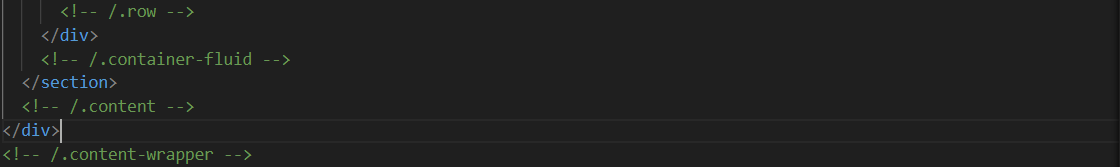 <!-- /.row -->
</div>
<!-- /.container-fluid -->
</section>
<!-- /.content -->
</div>
<!-- /.content-wrapper -->